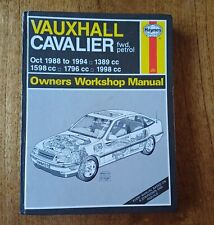 VAUXHALL
CAVALIER fwd, petrol
Haynes
Oct 1988 to 1994 □ 1389 cc
1598 cc □ 1796 cc □ 1998 cc
Owners Workshop Manual